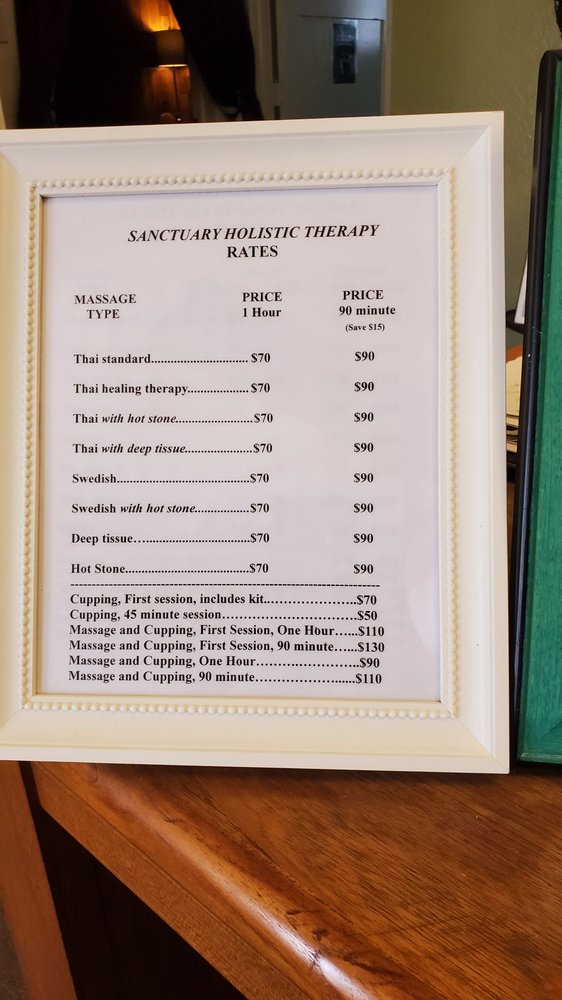 SANCTUARY HOLISTIC THERAPY
RATES
MASSAGE TYPE PRICE 1 Hour PRICE 90 minute (Save $15)
Thai standard.............................. $70 $90
Thai healing therapy................... $70 $90
Thai with hot stone........................$70 $90
Thai with deep tissue.....................$70 $90
Swedish.........................................$70 $90
Swedish with hot stone.................$70 $90
Deep tissue…................................$70 $90
Hot Stone......................................$70 $90
--------------------------------------------------------------------------------
Cupping, First session, includes kit.…………………$70
Cupping, 45 minute session……………………………$50
Massage and Cupping, First Session, One Hour…...$110
Massage and Cupping, First Session, 90 minute…...$130
Massage and Cupping, One Hour………...…………..$90
Massage and Cupping, 90 minute………………......$110